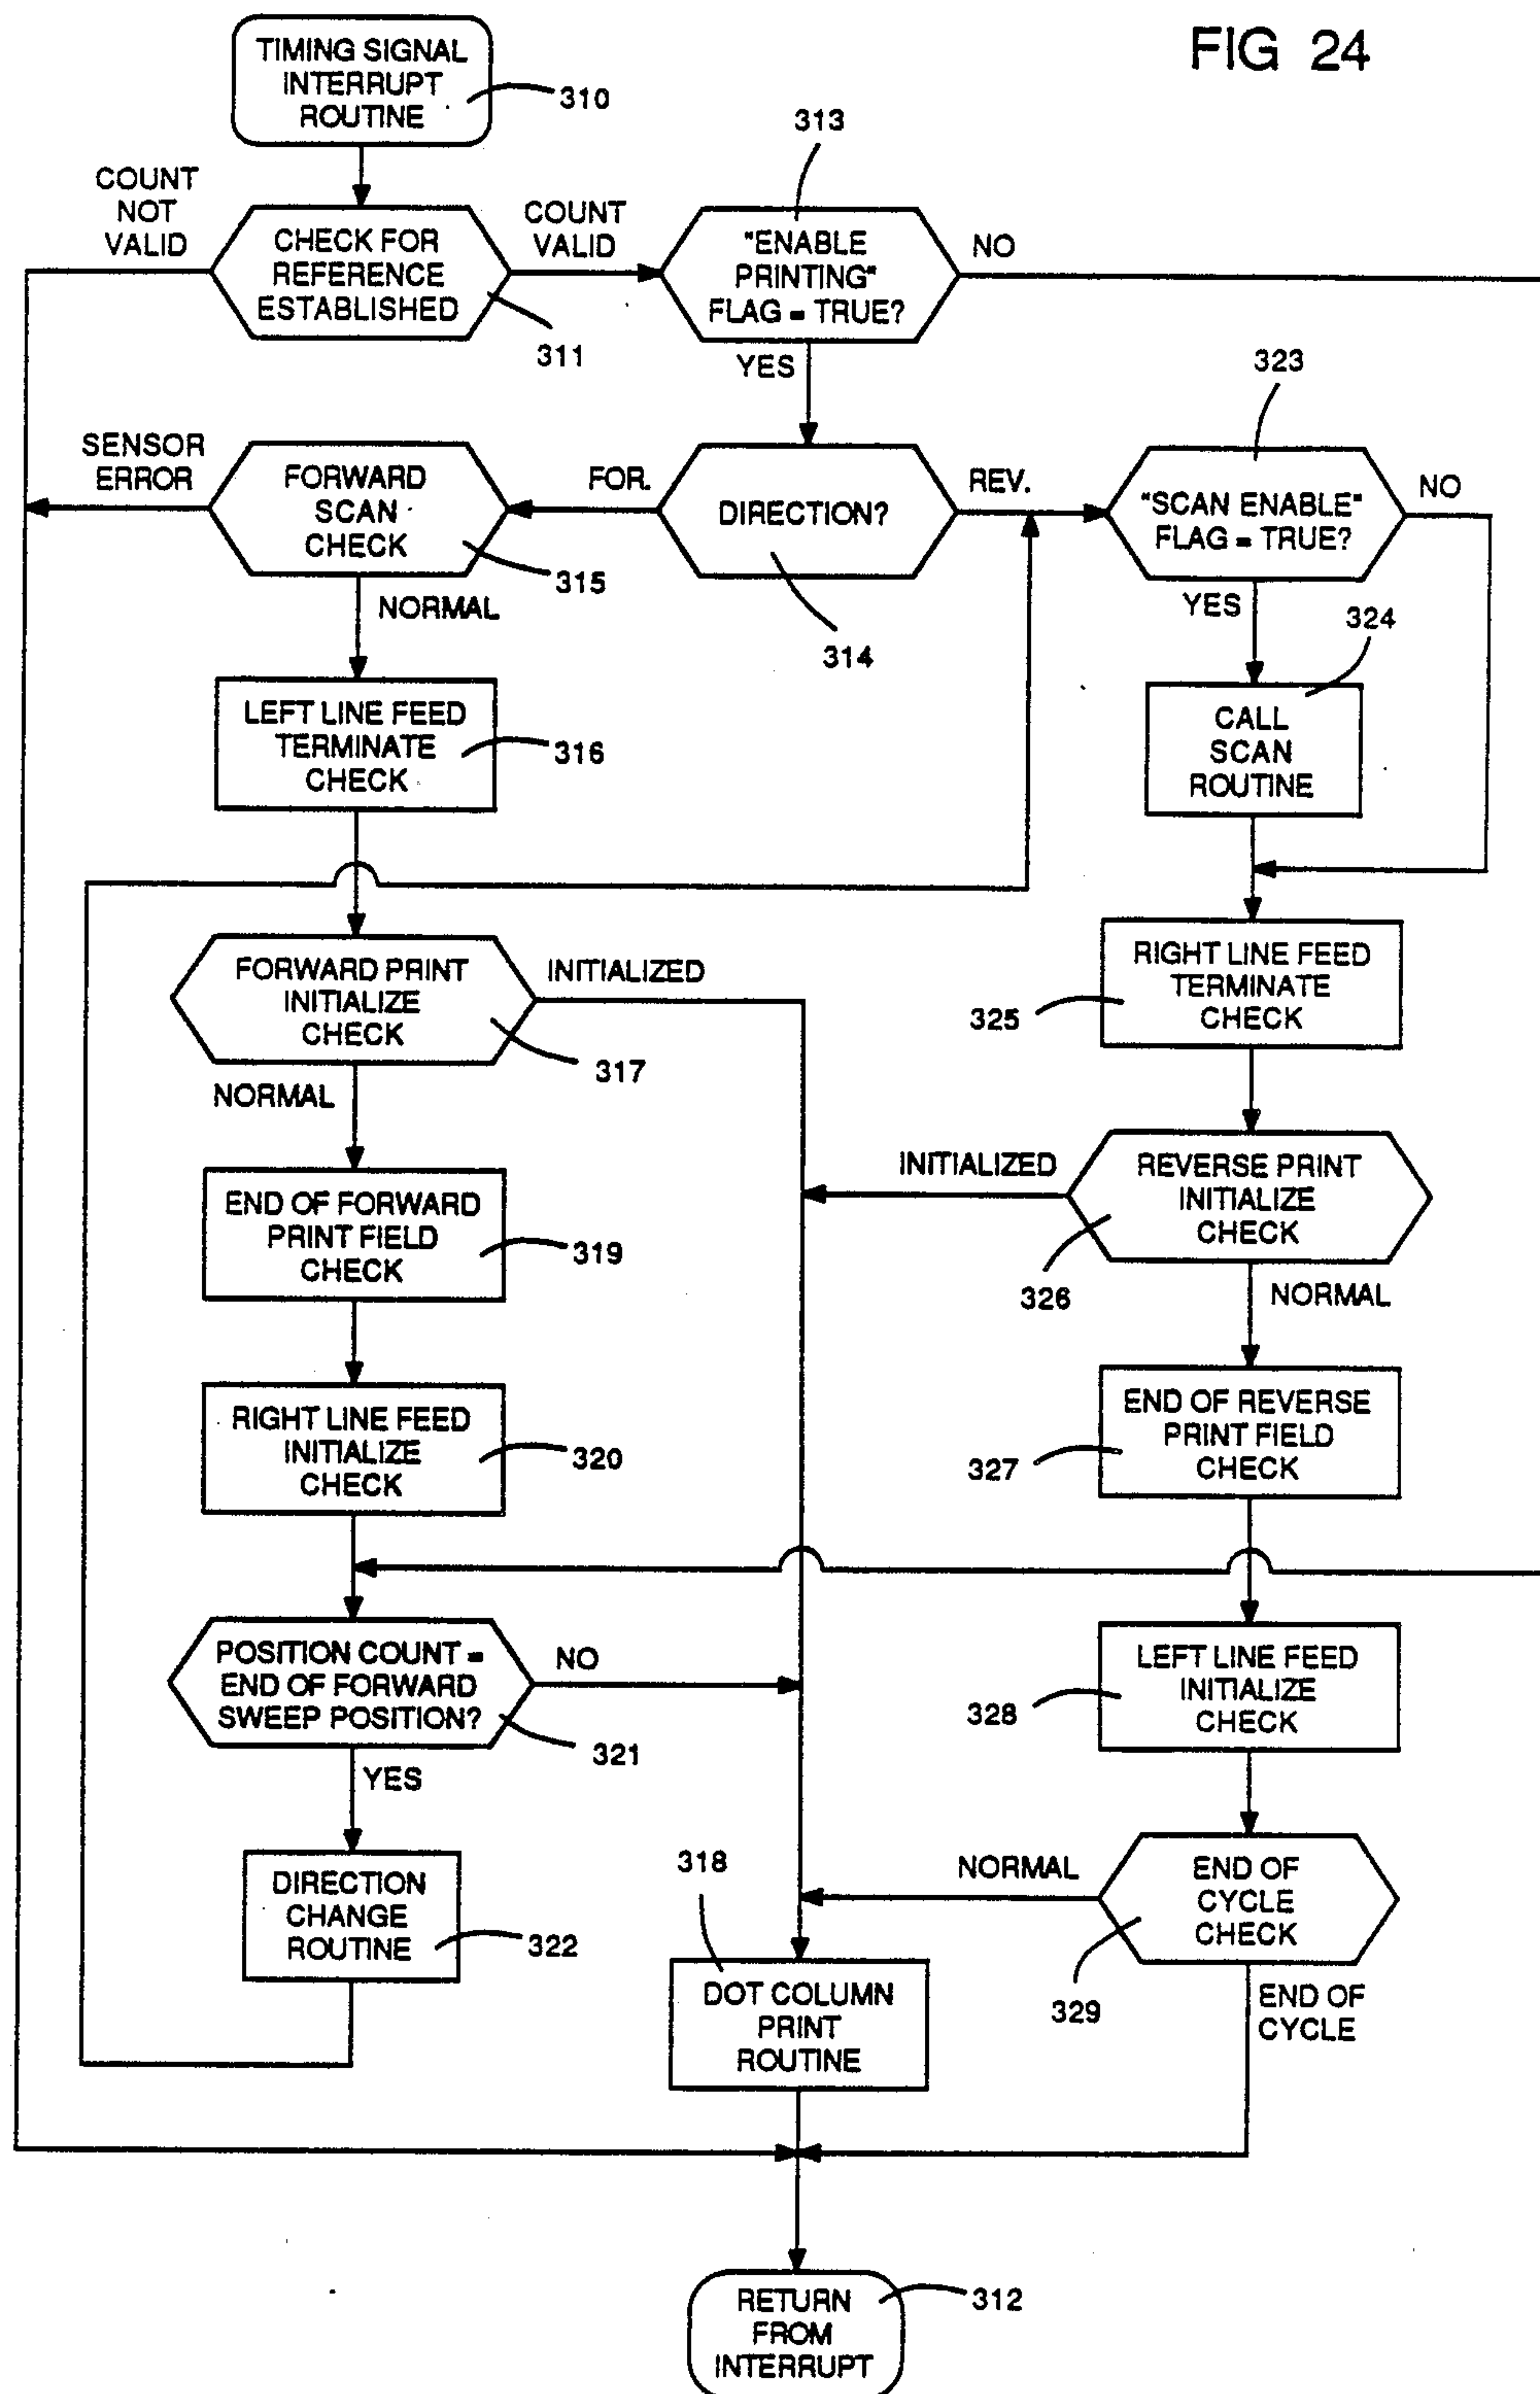 FIG 24
TIMING SIGNAL
INTERRUPT
ROUTINE
310
COUNT
NOT
VALID
CHECK FOR
REFERENCE
ESTABLISHED
311
COUNT
VALID
313
"ENABLE
PRINTING"
FLAG = TRUE?
NO
YES
SENSOR
ERROR
FORWARD
SCAN
CHECK
315
FOR.
DIRECTION?
314
REV.
323
"SCAN ENABLE"
FLAG = TRUE?
NO
NORMAL
YES
324
LEFT LINE FEED
TERMINATE
CHECK
316
CALL
SCAN
ROUTINE
FORWARD PRINT
INITIALIZE
CHECK
317
INITIALIZED
RIGHT LINE FEED
TERMINATE
CHECK
325
NORMAL
INITIALIZED
REVERSE PRINT
INITIALIZE
CHECK
326
END OF FORWARD
PRINT FIELD
CHECK
319
NORMAL
RIGHT LINE FEED
INITIALIZE
CHECK
320
END OF REVERSE
PRINT FIELD
CHECK
327
POSITION COUNT =
END OF FORWARD
SWEEP POSITION?
321
NO
LEFT LINE FEED
INITIALIZE
CHECK
328
YES
DIRECTION
CHANGE
ROUTINE
322
318
NORMAL
END OF
CYCLE
CHECK
329
DOT COLUMN
PRINT
ROUTINE
END OF
CYCLE
RETURN
FROM
INTERRUPT
312